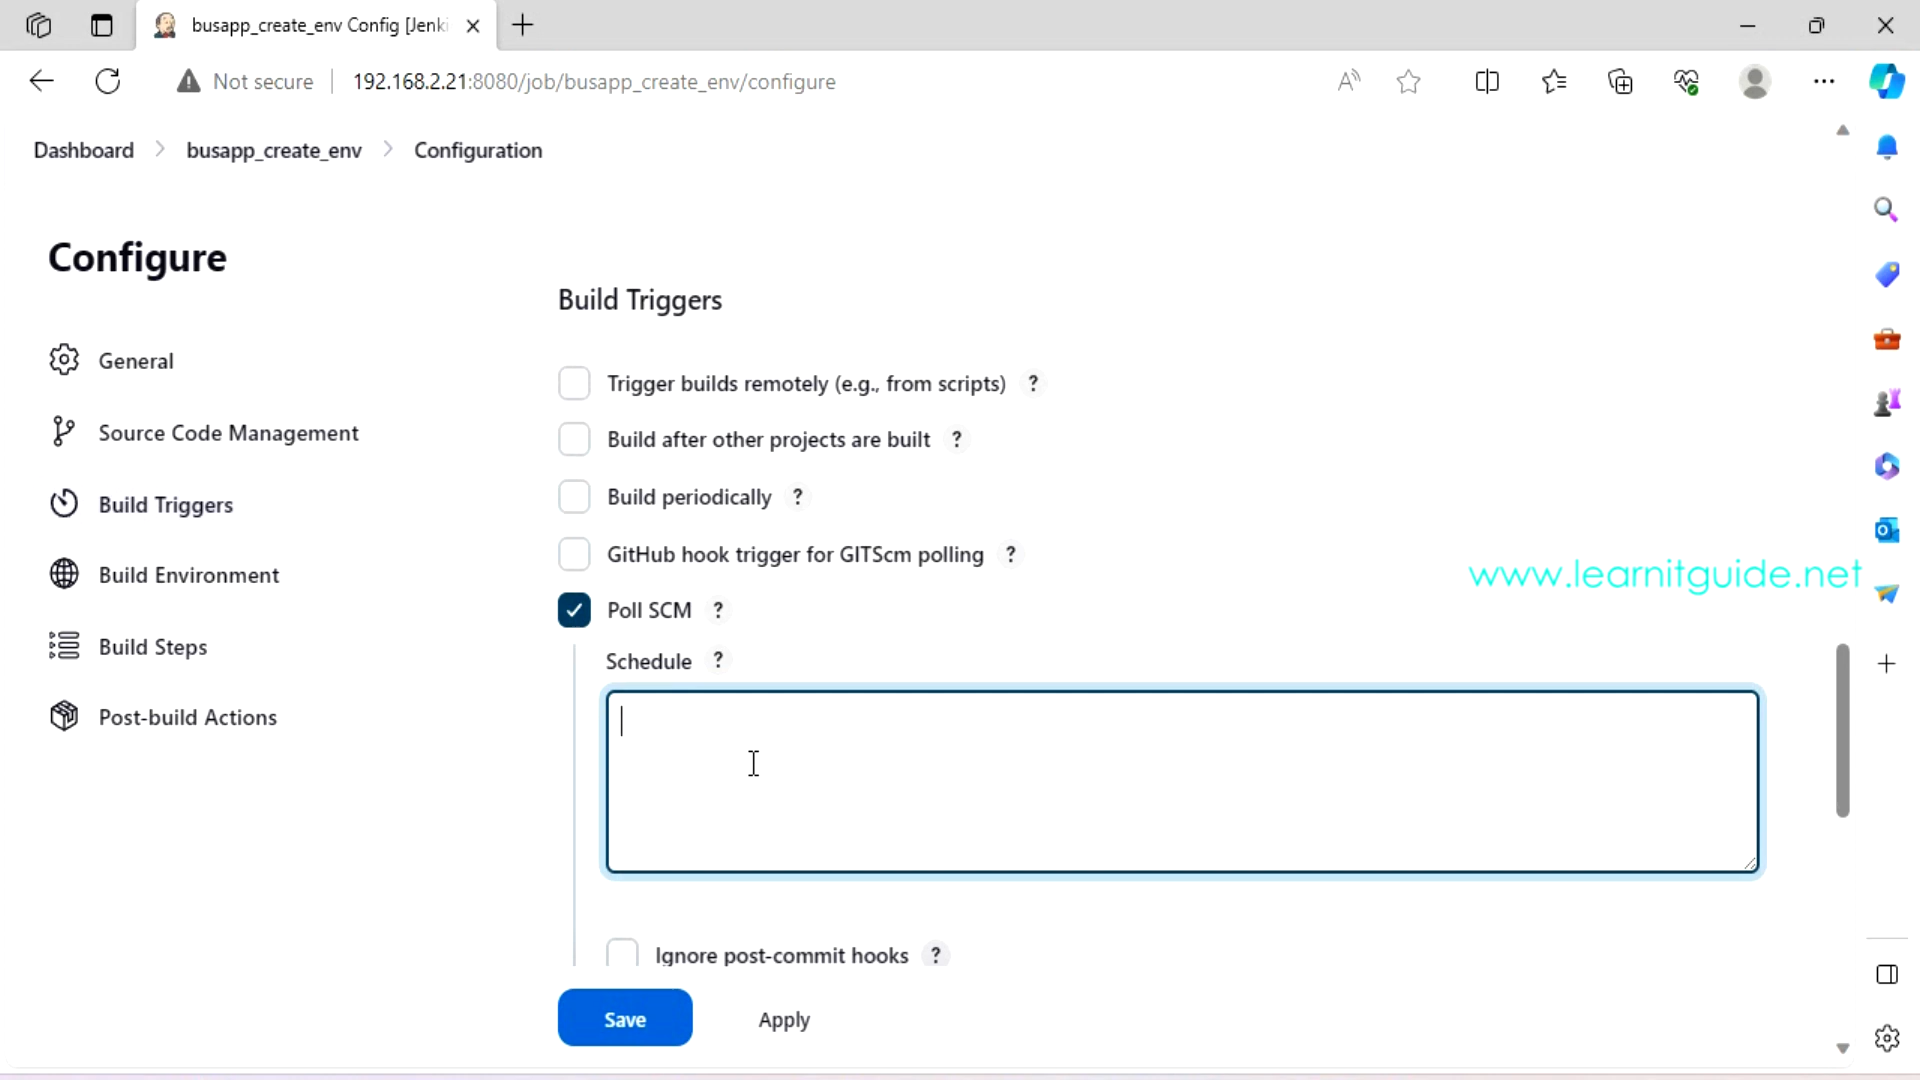 busapp_create_env Config [Jenki
Not secure
192.168.2.21:8080/job/busapp_create_env/configure
Dashboard > busapp_create_env > Configuration
Configure
General
Source Code Management
Build Triggers
Build Environment
Build Steps
Post-build Actions
Build Triggers
Trigger builds remotely (e.g., from scripts) ?
Build after other projects are built ?
Build periodically ?
GitHub hook trigger for GITScm polling ?
www.learnitguide.net
Poll SCM ?
Schedule ?
Ignore post-commit hooks ?
Save
Apply